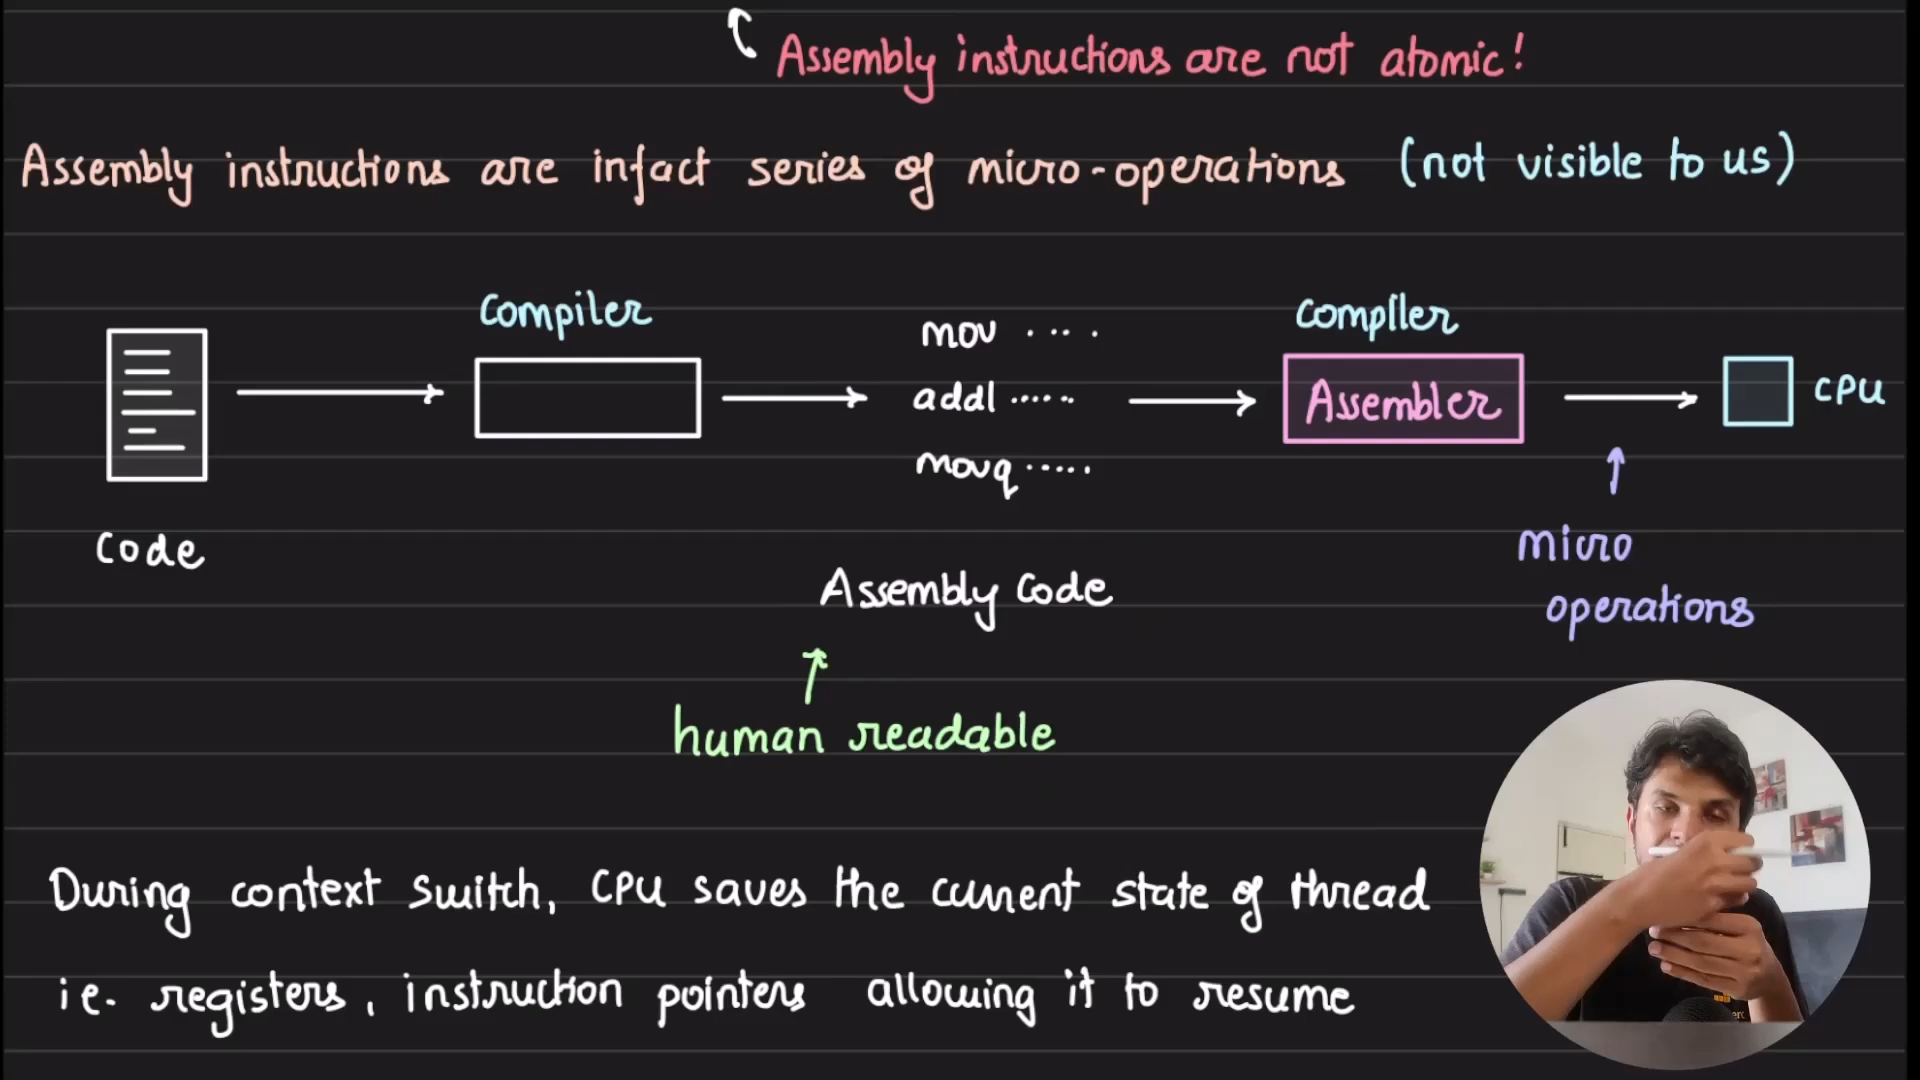 Assembly instructions are not atomic!
Assembly instructions are infact series of micro-operations (not visible to us)
Compiler
mov .... 
addl .....
movq .....
Compiler
Assembler
CPU
Code
Assembly Code
human readable
micro
operations
During context switch, CPU saves the current state of thread
ie. registers, instruction pointers allowing it to resume